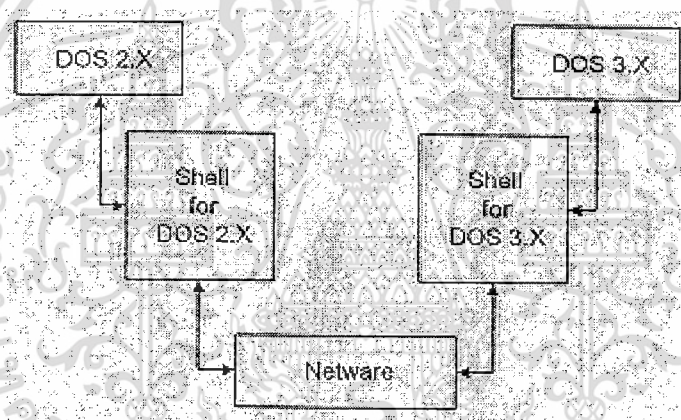 DOS 2.X
DOS 3.X
Shell
for
DOS 2.X
Shell
for
DOS 3.X
Netware